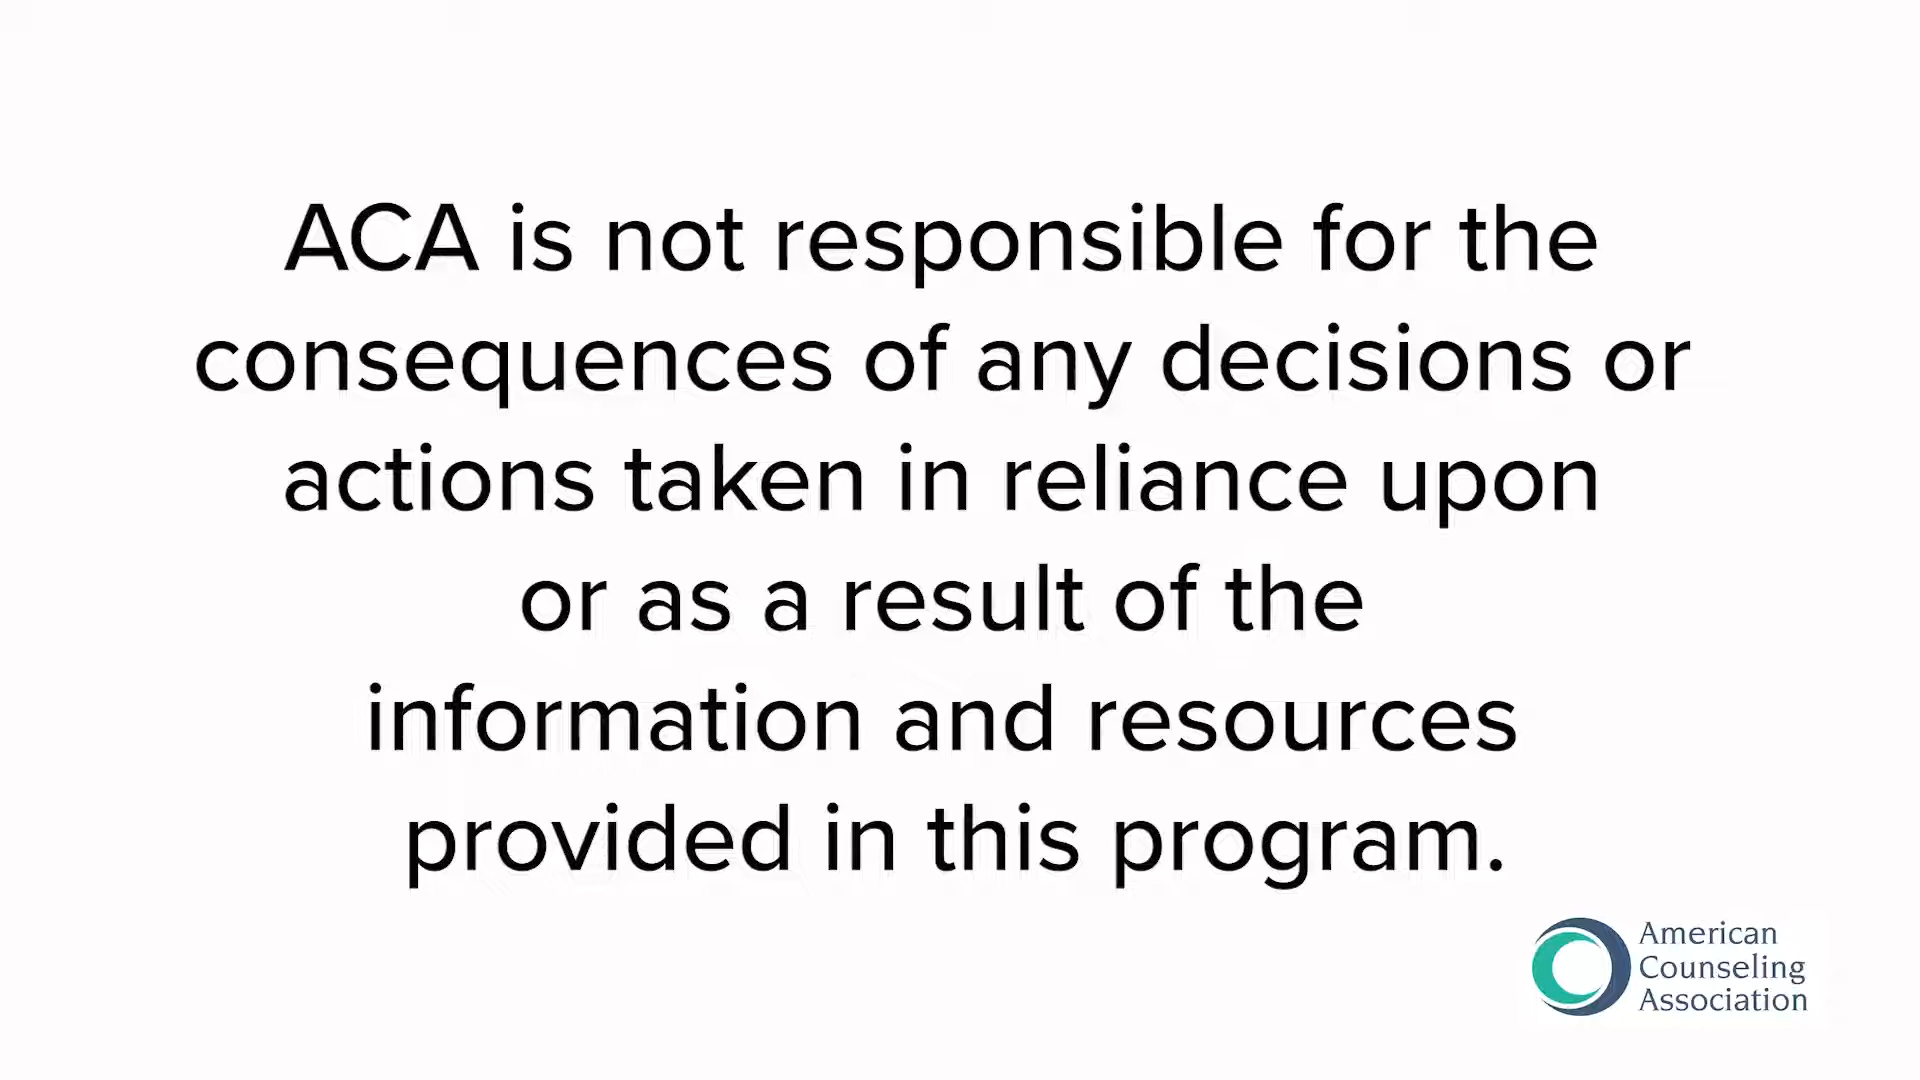 ACA is not responsible for the
consequences of any decisions or
actions taken in reliance upon
or as a result of the
information and resources
provided in this program.
American
Counseling
Association